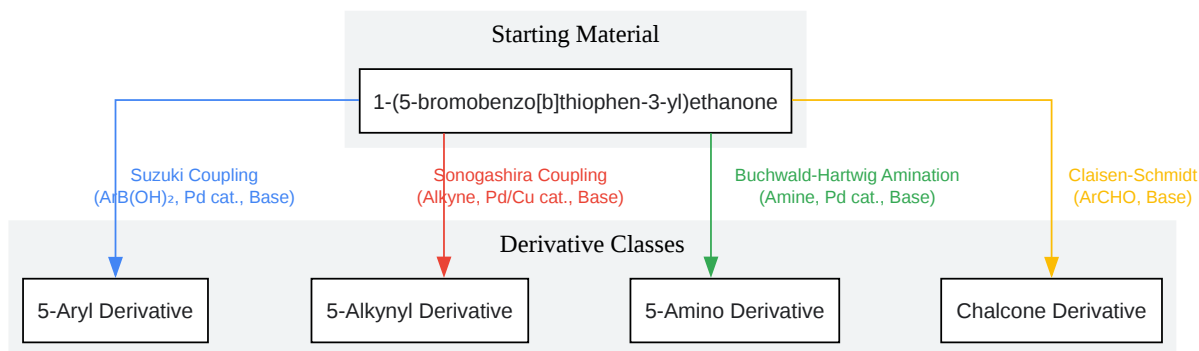 Starting Material
1-(5-bromobenzo[b]thiophen-3-yl)ethanone
Suzuki Coupling
(ArB(OH)₂, Pd cat., Base)
Sonogashira Coupling
(Alkyne, Pd/Cu cat., Base)
Buchwald-Hartwig Amination
(Amine, Pd cat., Base)
Claisen-Schmidt
(ArCHO, Base)
Derivative Classes
5-Aryl Derivative
5-Alkynyl Derivative
5-Amino Derivative
Chalcone Derivative